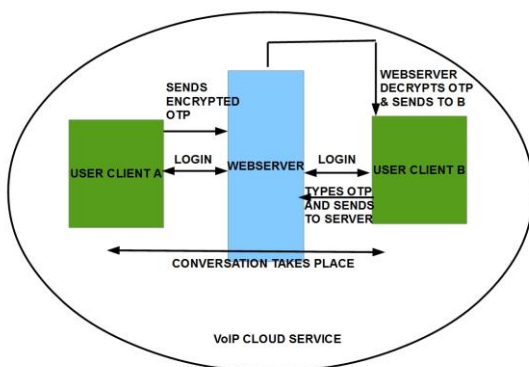 SENDS
ENCRYPTED
OTP
WEBSERVER
DECRYPTS OTP
& SENDS TO B
USER CLIENT A
LOGIN
WEBSERVER
LOGIN
USER CLIENT B
TYPES OTP
AND SENDS
TO SERVER
CONVERSATION TAKES PLACE
VoIP CLOUD SERVICE